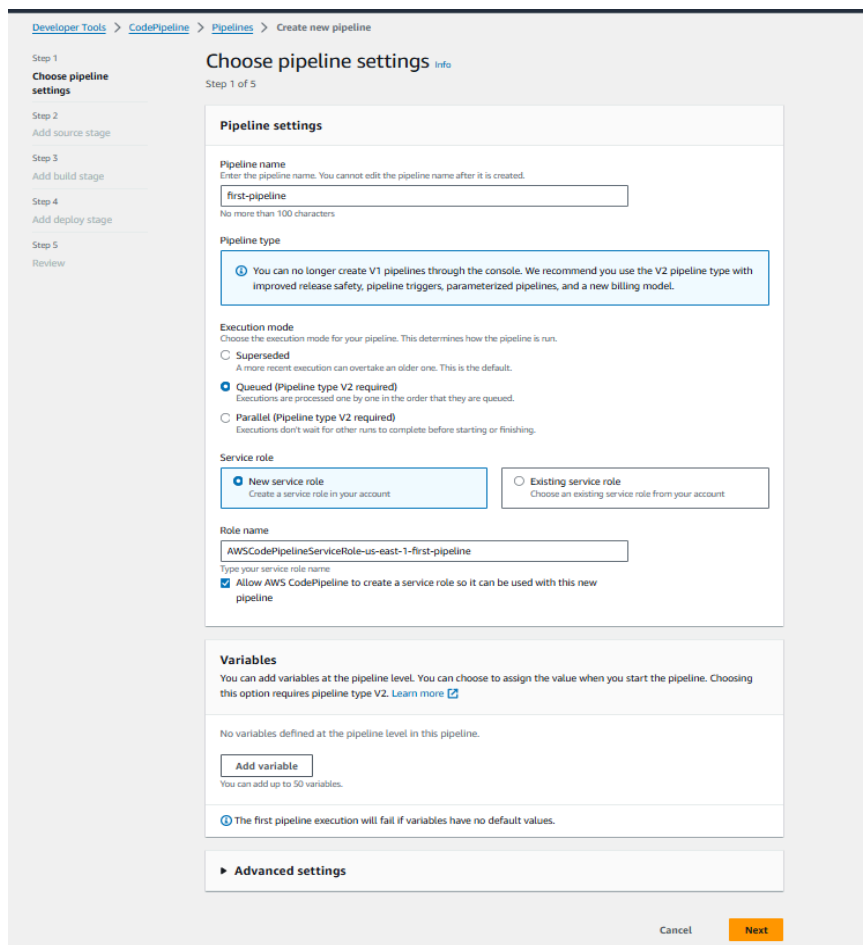 Developer Tools > CodePipeline > Pipelines > Create new pipeline
Step 1
Choose pipeline
settings
Step 2
Add source stage
Step 3
Add build stage
Step 4
Add deploy stage
Step 5
Review
Choose pipeline settings Info
Step 1 of 5
Pipeline settings
Pipeline name
Enter the pipeline name. You cannot edit the pipeline name after it is created.
first-pipeline
No more than 100 characters
Pipeline type
You can no longer create V1 pipelines through the console. We recommend you use the V2 pipeline type with
improved release safety, pipeline triggers, parameterized pipelines, and a new billing model.
Execution mode
Choose the execution mode for your pipeline. This determines how the pipeline is run.
Superseded
A more recent execution can overtake an older one. This is the default.
Queued (Pipeline type V2 required)
Executions are processed one by one in the order that they are queued.
Parallel (Pipeline type V2 required)
Executions don't wait for other runs to complete before starting or finishing.
Service role
New service role
Create a service role in your account
Existing service role
Choose an existing service role from your account
Role name
AWSCodePipelineServiceRole-us-east-1-first-pipeline
Type your service role name
Allow AWS CodePipeline to create a service role so it can be used with this new
pipeline
Variables
You can add variables at the pipeline level. You can choose to assign the value when you start the pipeline. Choosing
this option requires pipeline type V2. Learn more
No variables defined at the pipeline level in this pipeline.
Add variable
You can add up to 50 variables.
The first pipeline execution will fail if variables have no default values.
Advanced settings
Cancel
Next